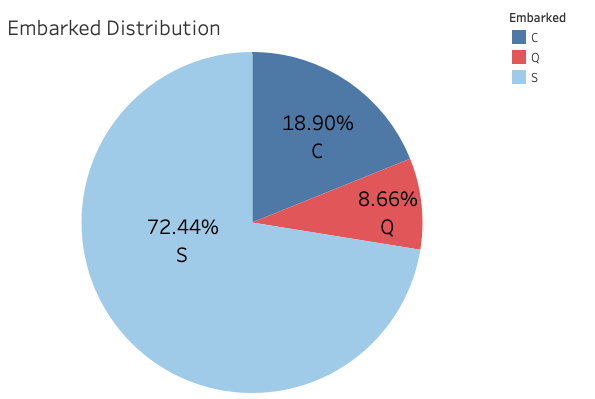 Embarked Distribution
Embarked
C
Q
S
18.90%
C
8.66%
Q
72.44%
S